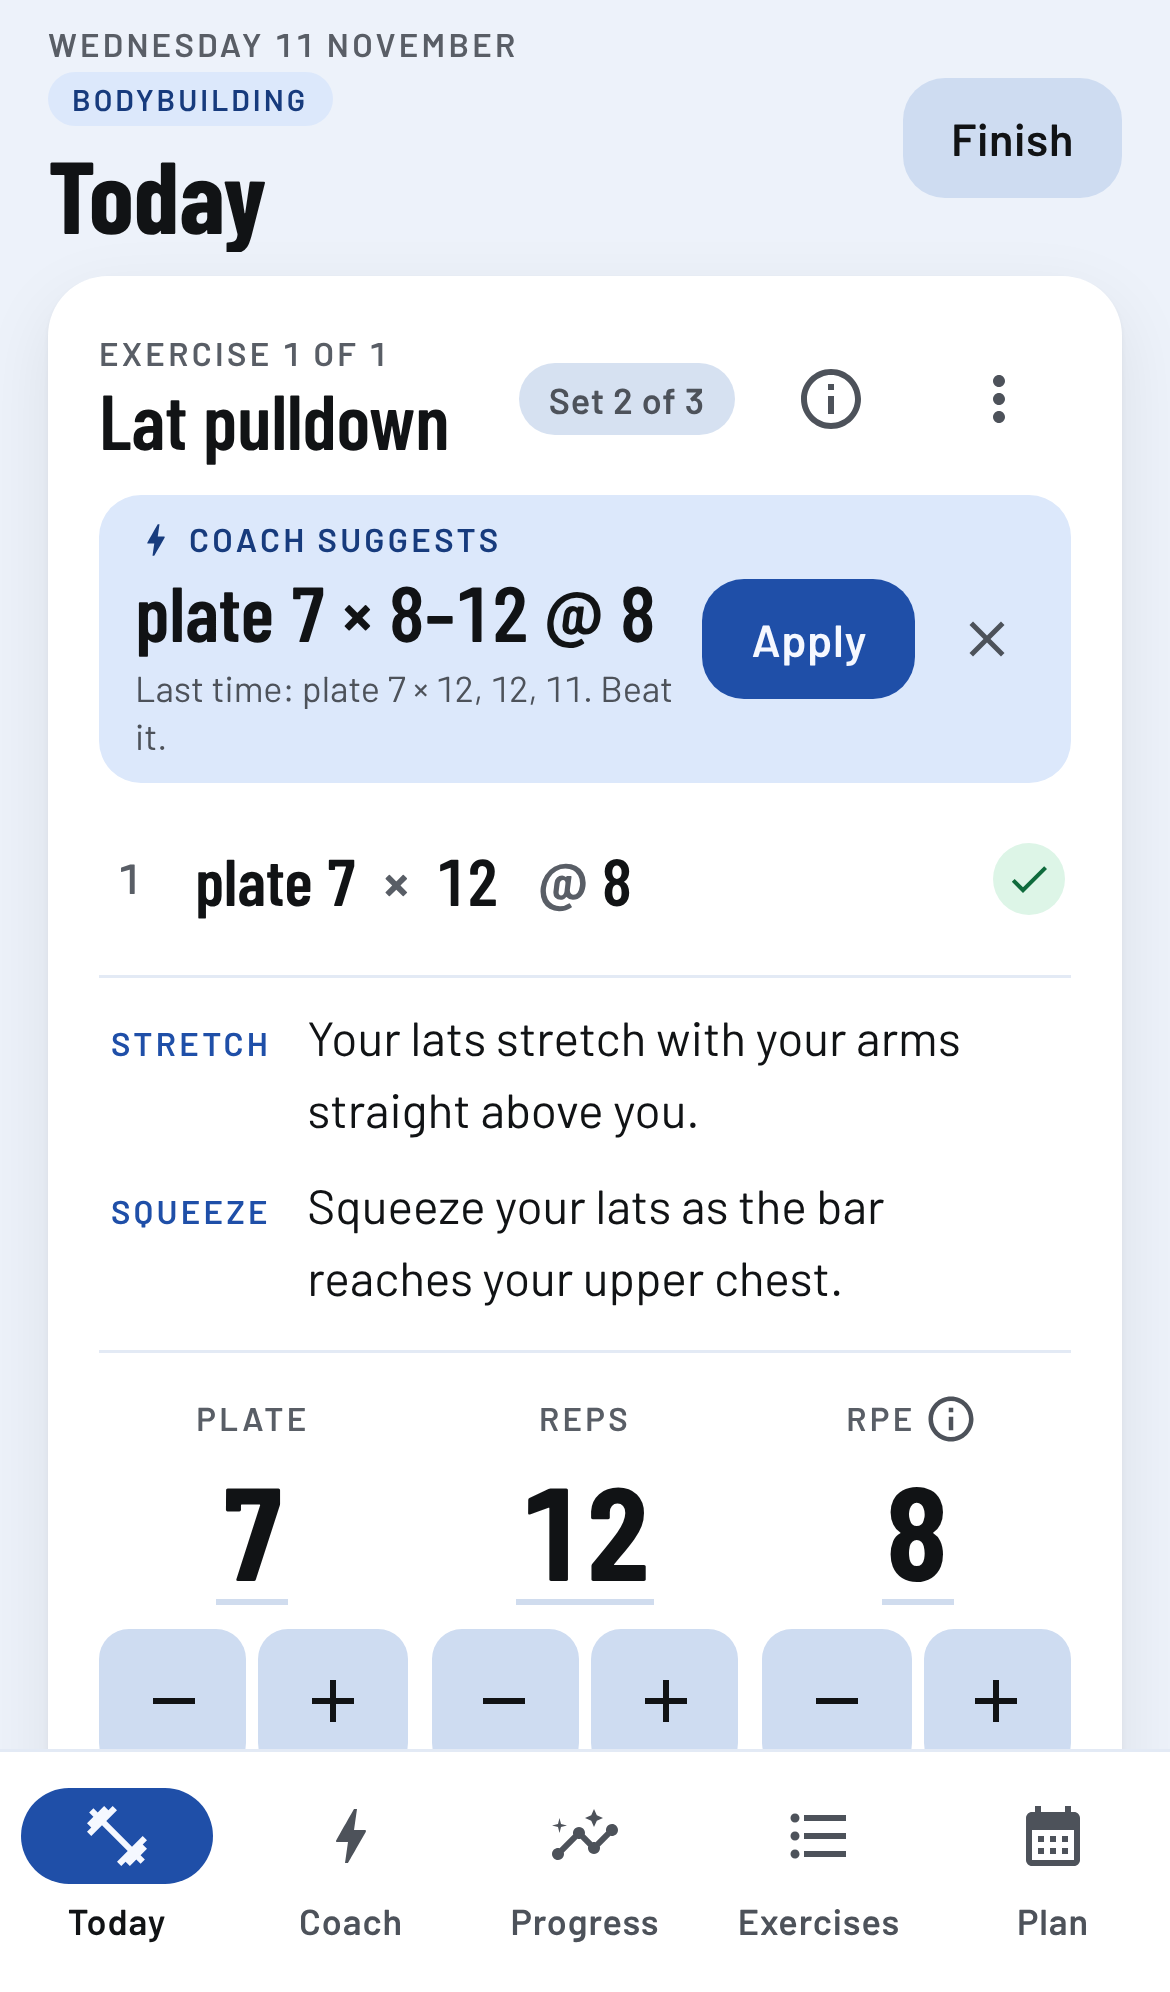 WEDNESDAY 11 NOVEMBER
BODYBUILDING
Today
Finish
EXERCISE 1 OF 1
Lat pulldown
Set 2 of 3
COACH SUGGESTS
plate 7 × 8–12 @ 8
Last time: plate 7 × 12, 12, 11. Beat
it.
Apply
1 plate 7 × 12 @ 8
STRETCH Your lats stretch with your arms
straight above you.
SQUEEZE Squeeze your lats as the bar
reaches your upper chest.
PLATE REPS RPE
7 12 8
− + − + − +
Today Coach Progress Exercises Plan